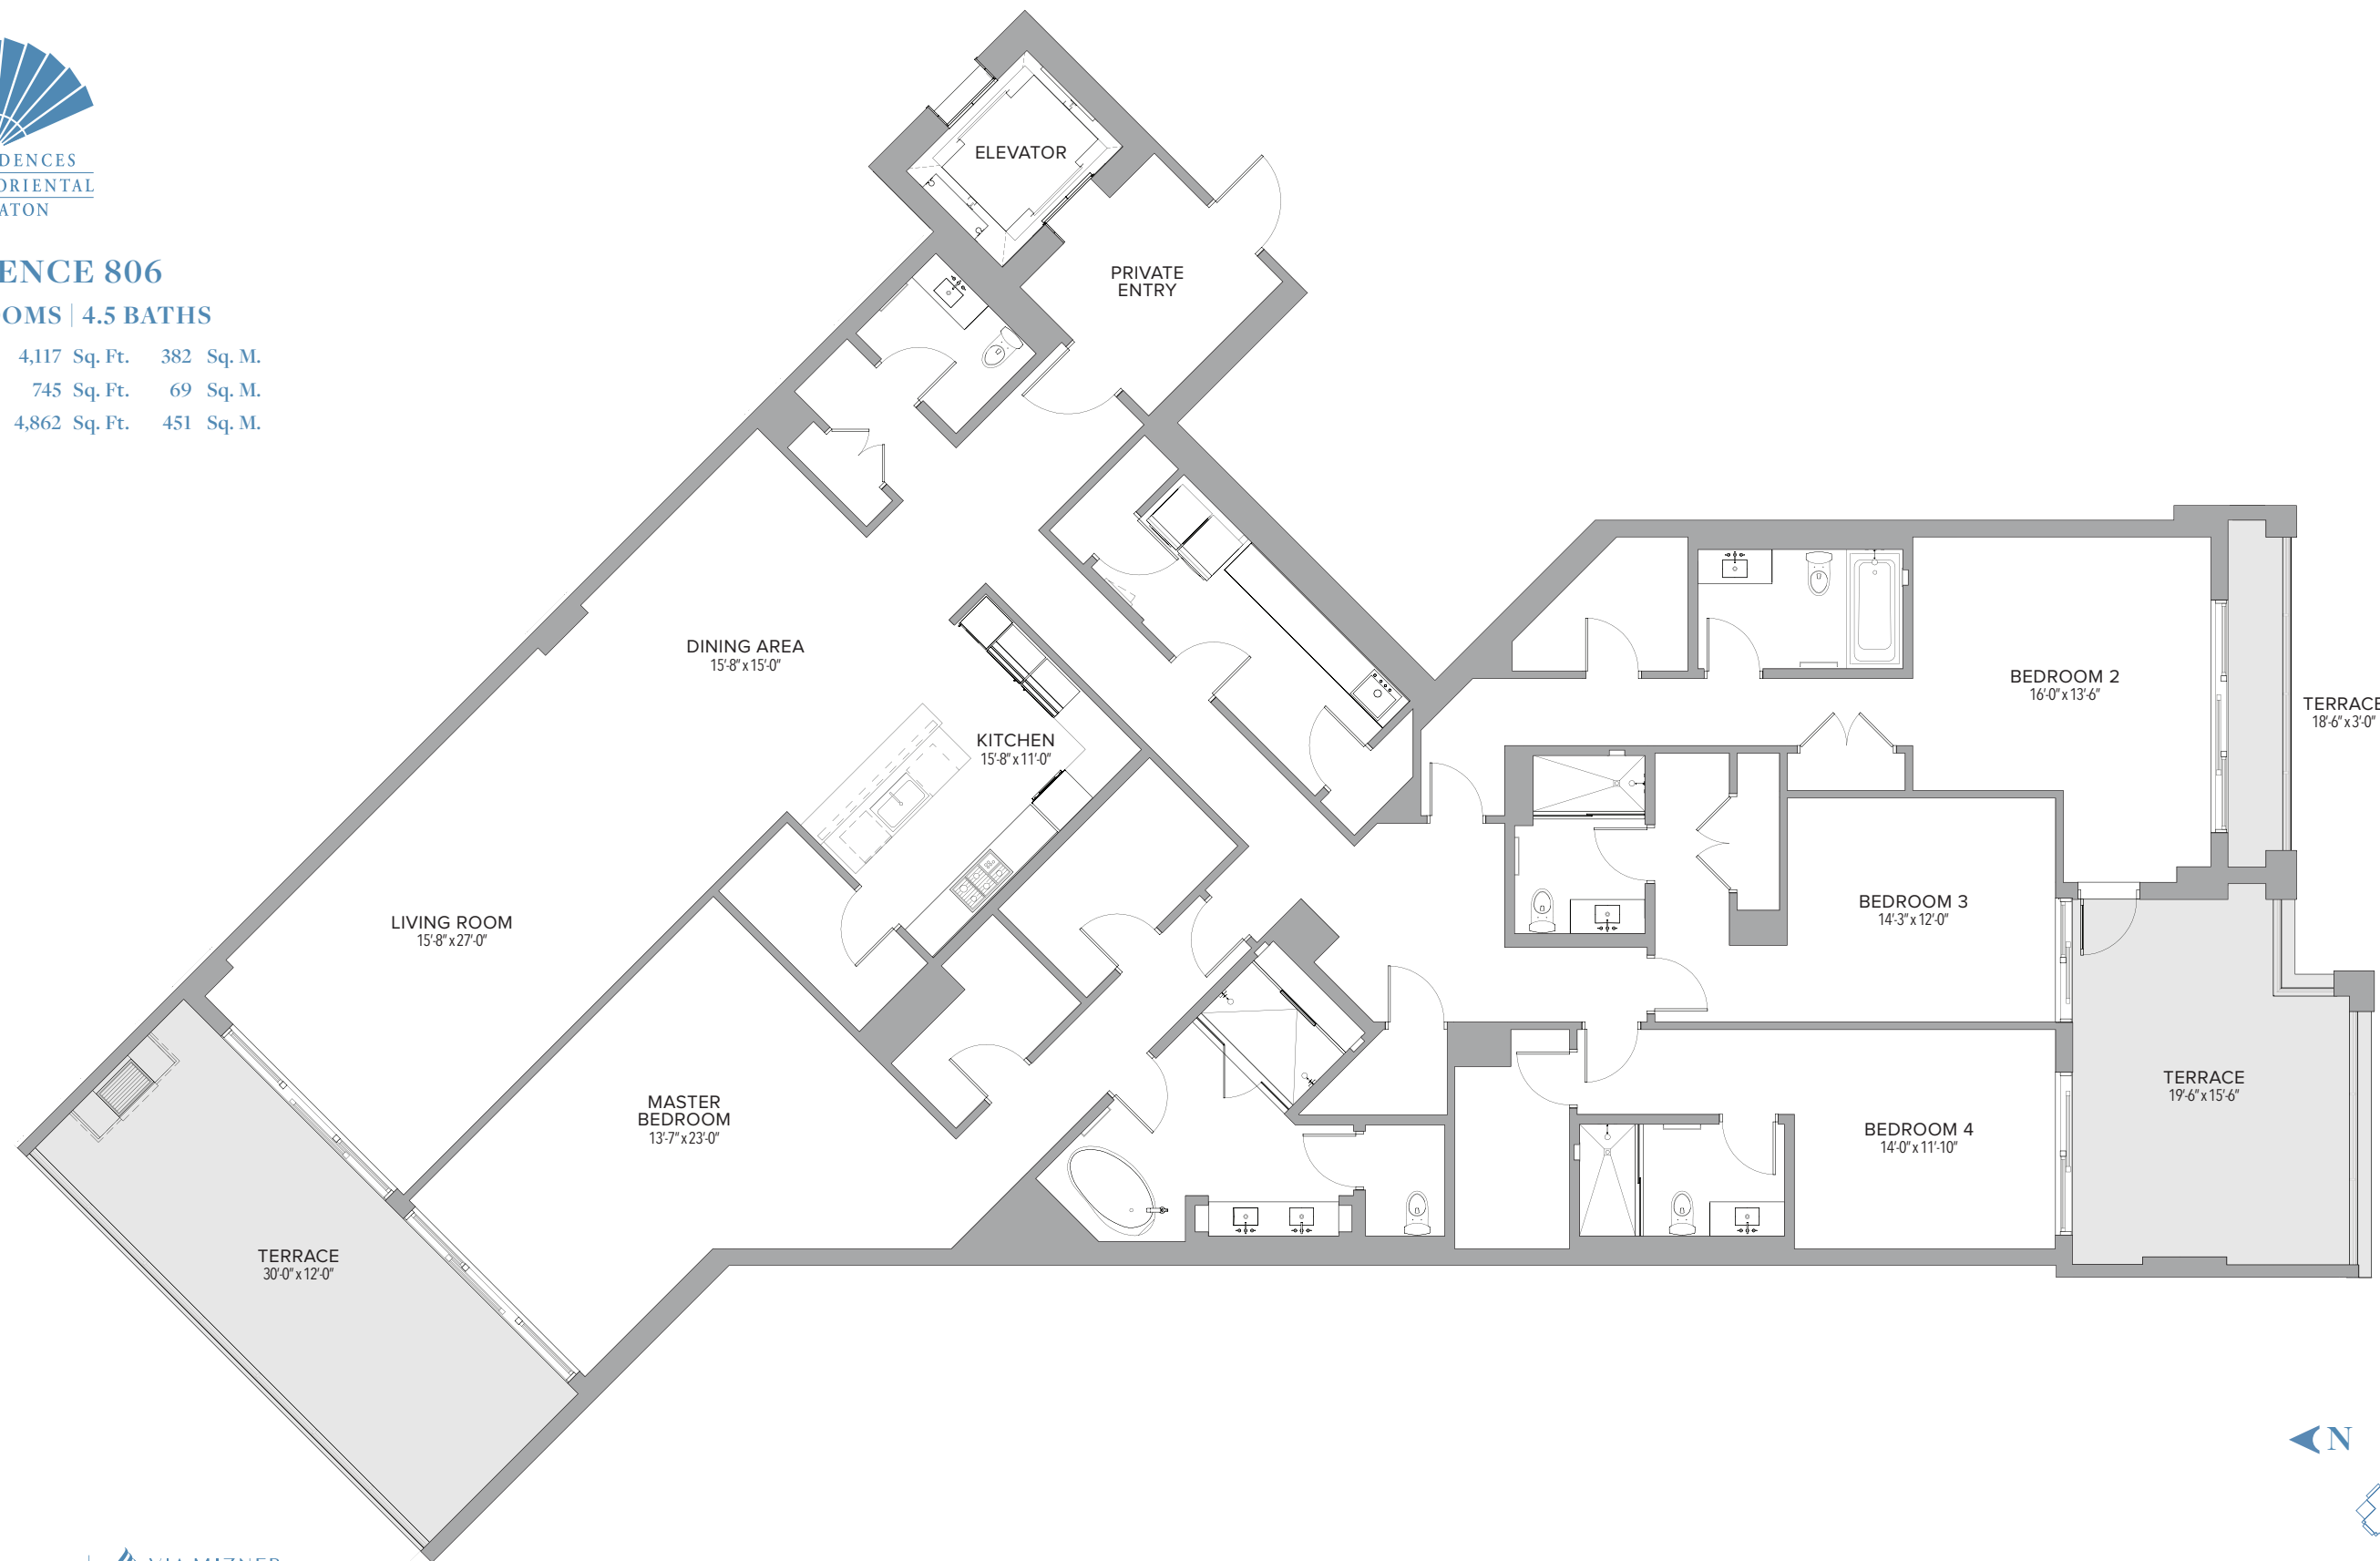 DENCES
ORIENTAL
ATON
ENCE 806
OOMS | 4.5 BATHS
4,117 Sq. Ft. 382 Sq. M.
745 Sq. Ft. 69 Sq. M.
4,862 Sq. Ft. 451 Sq. M.
ELEVATOR
PRIVATE
ENTRY
DINING AREA
15'-8" x 15'-0"
KITCHEN
15'-8" x 11'-0"
BEDROOM 2
16'-0" x 13'-6"
TERRACE
18'-6" x 3'-0"
LIVING ROOM
15'-8" x 27'-0"
BEDROOM 3
14'-3" x 12'-0"
MASTER
BEDROOM
13'-7" x 23'-0"
BEDROOM 4
14'-0" x 11'-10"
TERRACE
19'-6" x 15'-6"
TERRACE
30'-0" x 12'-0"
N
VIA MIZNER